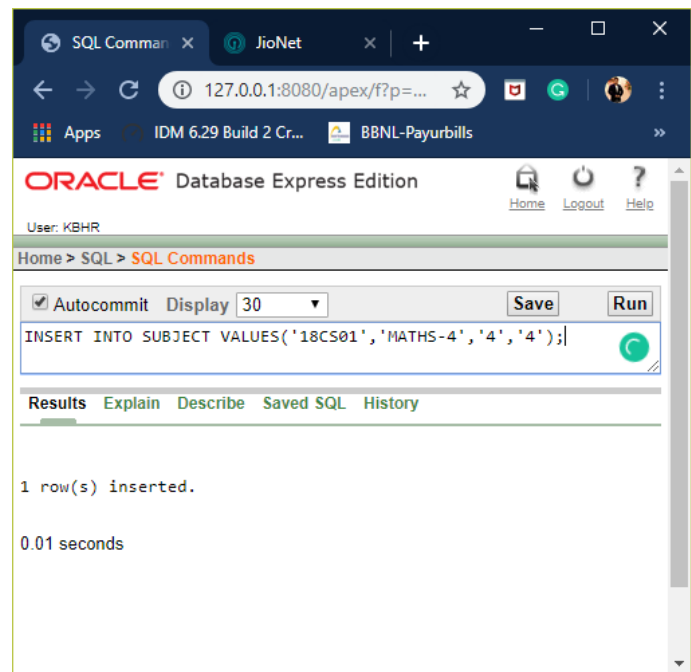 SQL Comman JioNet
127.0.0.1:8080/apex/f?p=...
Apps IDM 6.29 Build 2 Cr... BBNL-Payurbills »
ORACLE Database Express Edition
Home Logout Help
User: KBHR
Home > SQL > SQL Commands
Autocommit Display 30 Save Run
INSERT INTO SUBJECT VALUES('18CS01','MATHS-4','4','4');
Results Explain Describe Saved SQL History
1 row(s) inserted.
0.01 seconds